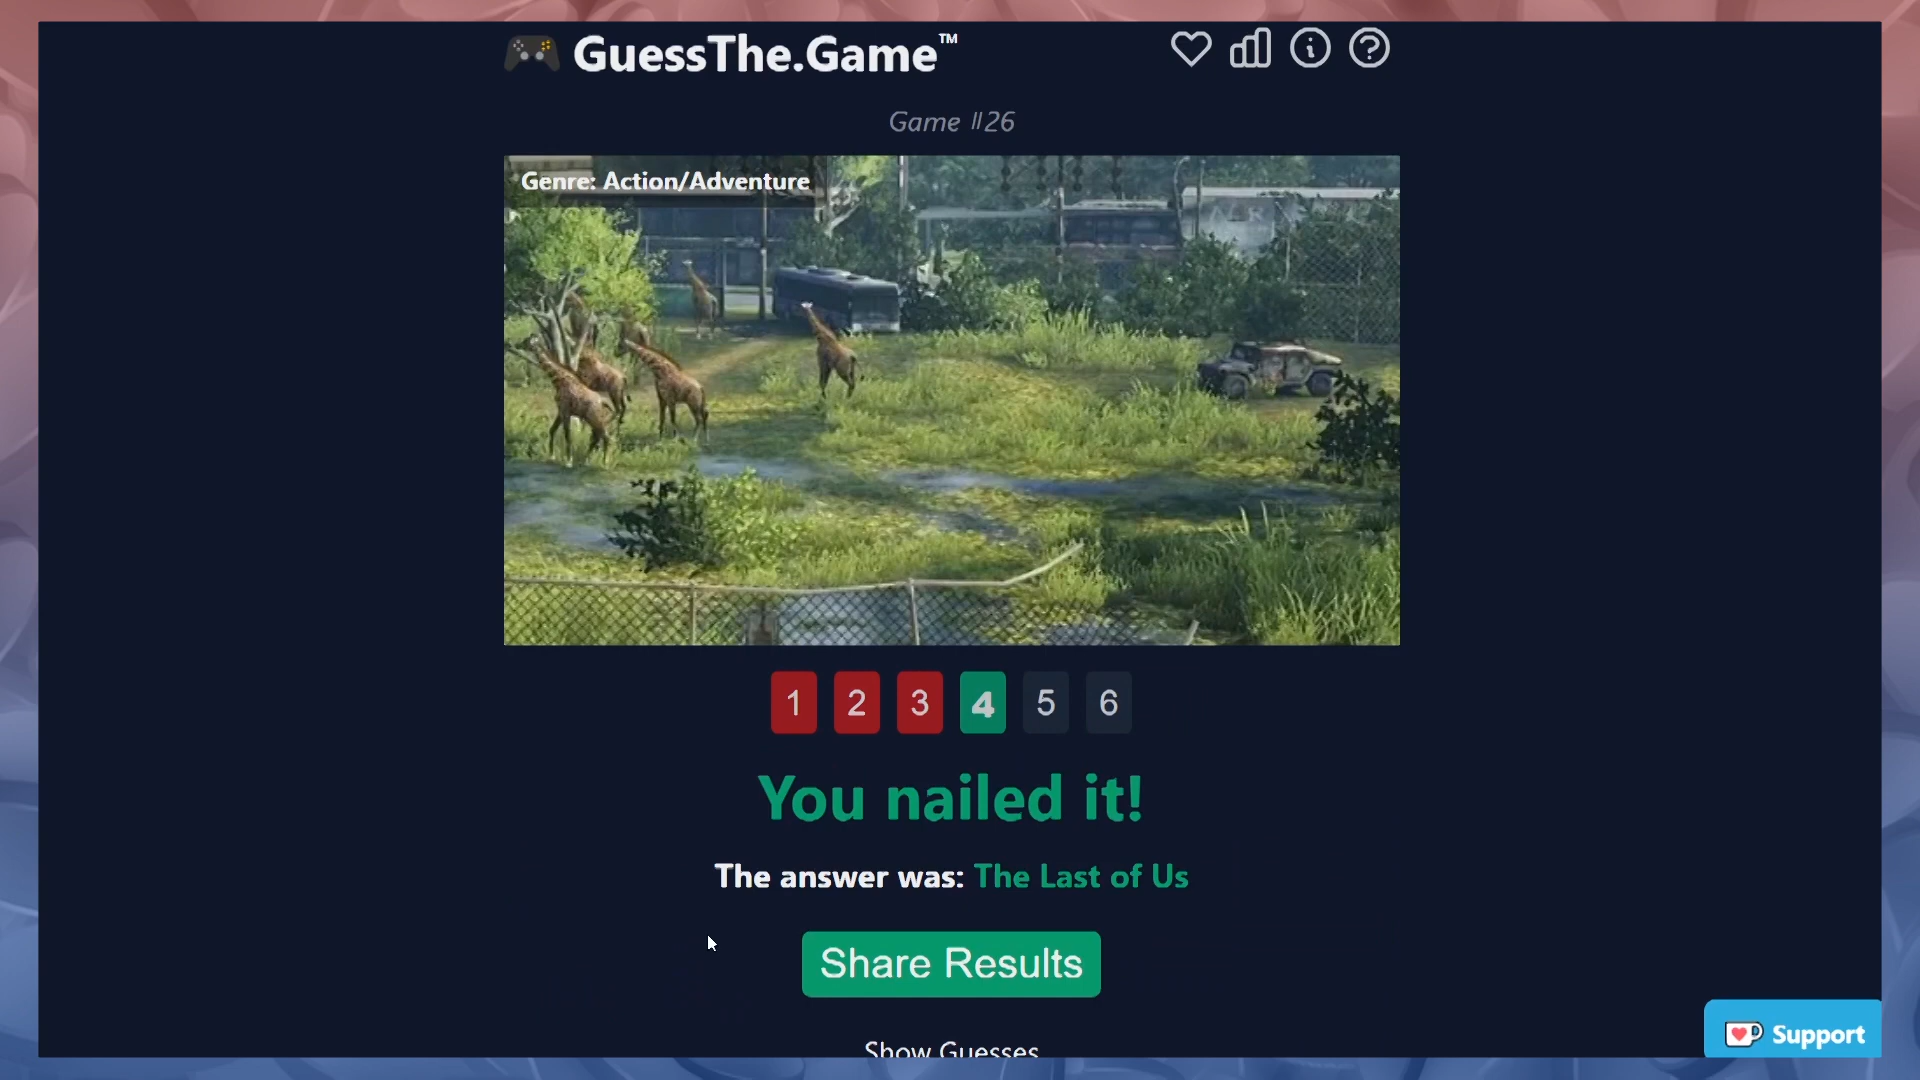 GuessThe.Game™
Game #26
Genre: Action/Adventure
1 2 3 4 5 6
You nailed it!
The answer was: The Last of Us
Share Results
Show Guesses
Support